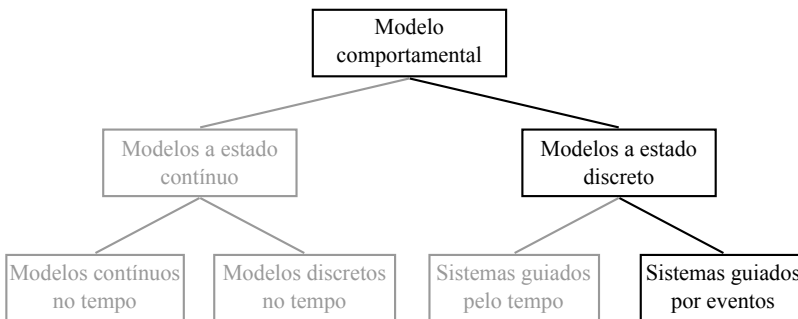 Modelo
comportamental
Modelos a estado
contínuo
Modelos a estado
discreto
Modelos contínuos
no tempo
Modelos discretos
no tempo
Sistemas guiados
pelo tempo
Sistemas guiados
por eventos